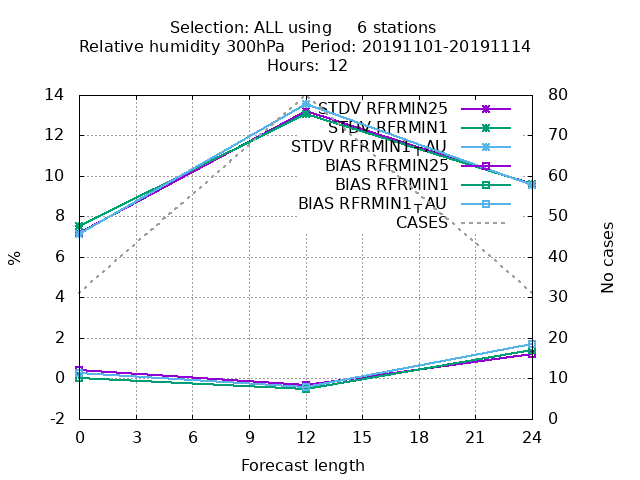 Selection: ALL using     6 stations
Relative humidity 300hPa   Period: 20191101-20191114
Hours: 12
14 80
STDV RFRMIN25
STDV RFRMIN1
12 70
STDV RFRMIN1_AU
BIAS RFRMIN25
10 60
BIAS RFRMIN1
BIAS RFRMIN1_AU
8 50
CASES
6 40
% No cases
4 30
2 20
0 10
-2 0
0 3 6 9 12 15 18 21 24
Forecast length